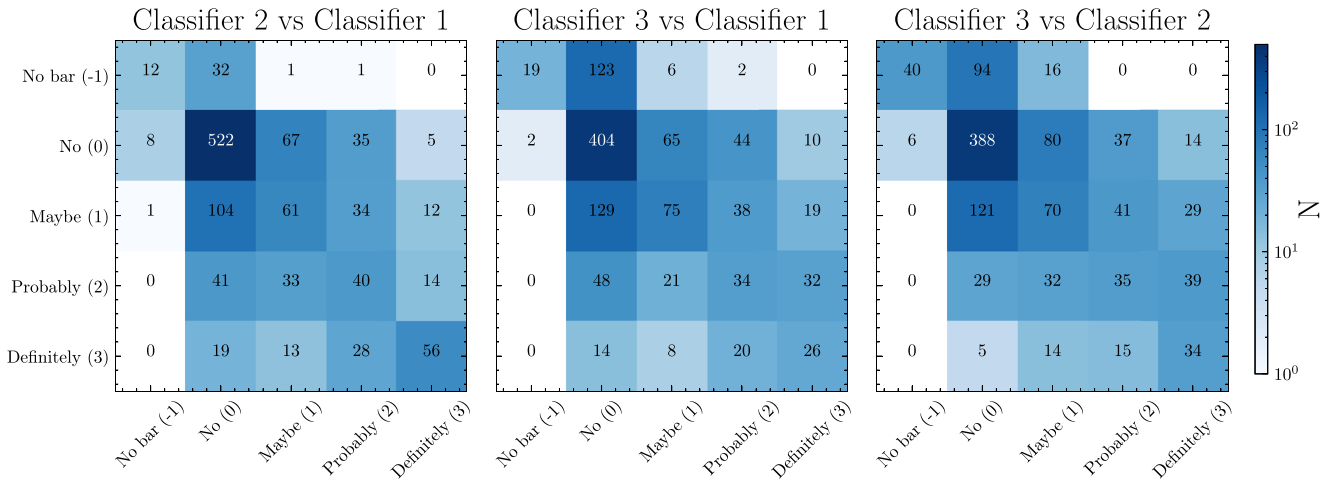 Classifier 2 vs Classifier 1
Classifier 3 vs Classifier 1
Classifier 3 vs Classifier 2
No bar (-1)
No (0)
Maybe (1)
Probably (2)
Definitely (3)
12 32 1 1 0
8 522 67 35 5
1 104 61 34 12
0 41 33 40 14
0 19 13 28 56
No bar (-1)
No (0)
Maybe (1)
Probably (2)
Definitely (3)
19 123 6 2 0
2 404 65 44 10
0 129 75 38 19
0 48 21 34 32
0 14 8 20 26
No bar (-1)
No (0)
Maybe (1)
Probably (2)
Definitely (3)
40 94 16 0 0
6 388 80 37 14
0 121 70 41 29
0 29 32 35 39
0 5 14 15 34
No bar (-1)
No (0)
Maybe (1)
Probably (2)
Definitely (3)
10²
10¹
10⁰
N